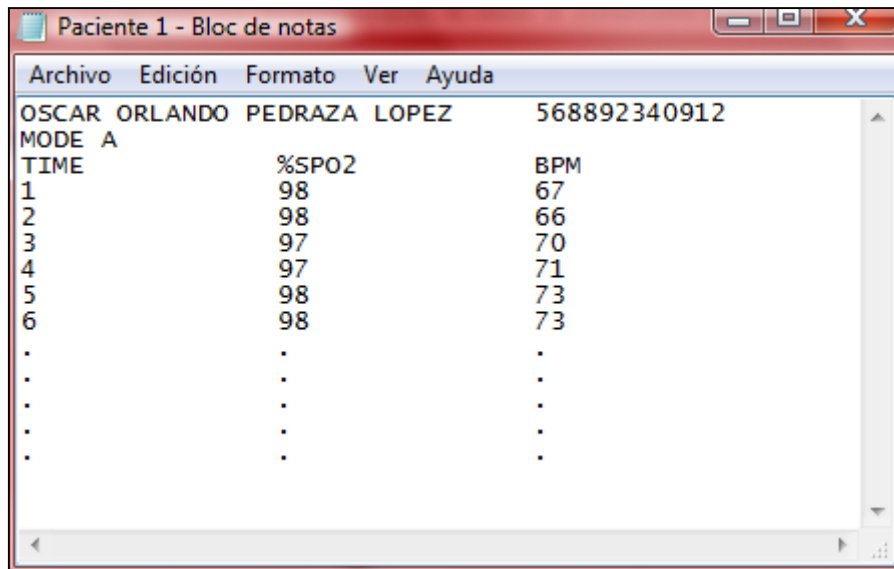 Paciente 1 - Bloc de notas
Archivo Edición Formato Ver Ayuda
OSCAR ORLANDO PEDRAZA LOPEZ 568892340912
MODE A
TIME %SPO2 BPM
1 98 67
2 98 66
3 97 70
4 97 71
5 98 73
6 98 73
. . .
. . .
. . .
. . .
. . .